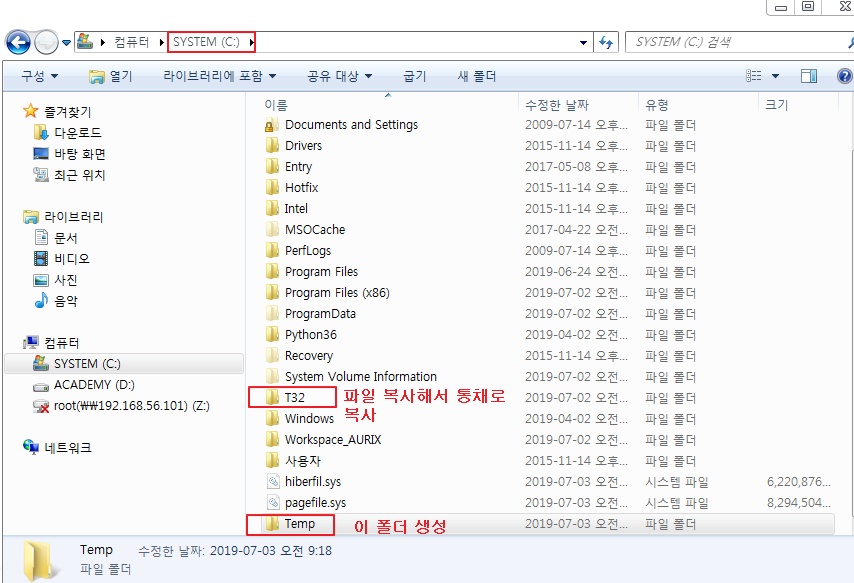 컴퓨터 SYSTEM (C:) SYSTEM (C:) 검색
구성 열기 라이브러리에 포함 공유 대상 굽기 새 폴더
즐겨찾기
다운로드
바탕 화면
최근 위치
라이브러리
문서
비디오
사진
음악
컴퓨터
SYSTEM (C:)
ACADEMY (D:)
root(₩₩192.168.56.101) (Z:)
네트워크
이름 수정한 날짜 유형 크기
Documents and Settings 2009-07-14 오후... 파일 폴더
Drivers 2015-11-14 오후... 파일 폴더
Entry 2017-05-08 오후... 파일 폴더
Hotfix 2015-11-14 오후... 파일 폴더
Intel 2015-11-14 오후... 파일 폴더
MSOCache 2017-04-22 오전... 파일 폴더
PerfLogs 2009-07-14 오후... 파일 폴더
Program Files 2019-06-24 오전... 파일 폴더
Program Files (x86) 2019-07-02 오전... 파일 폴더
ProgramData 2019-07-02 오전... 파일 폴더
Python36 2019-04-02 오전... 파일 폴더
Recovery 2015-11-14 오후... 파일 폴더
System Volume Information 2019-07-02 오전... 파일 폴더
T32 파일 복사해서 통채로 2019-07-02 오전... 파일 폴더
복사
Windows 2019-04-02 오전... 파일 폴더
Workspace_AURIX 2019-07-02 오전... 파일 폴더
사용자 2015-11-14 오후... 파일 폴더
hiberfil.sys 2019-07-03 오전... 시스템 파일 6,220,876...
pagefile.sys 2019-07-03 오전... 시스템 파일 8,294,504...
Temp 이 폴더 생성 2019-07-03 오전... 파일 폴더
Temp 수정한 날짜: 2019-07-03 오전 9:18
파일 폴더